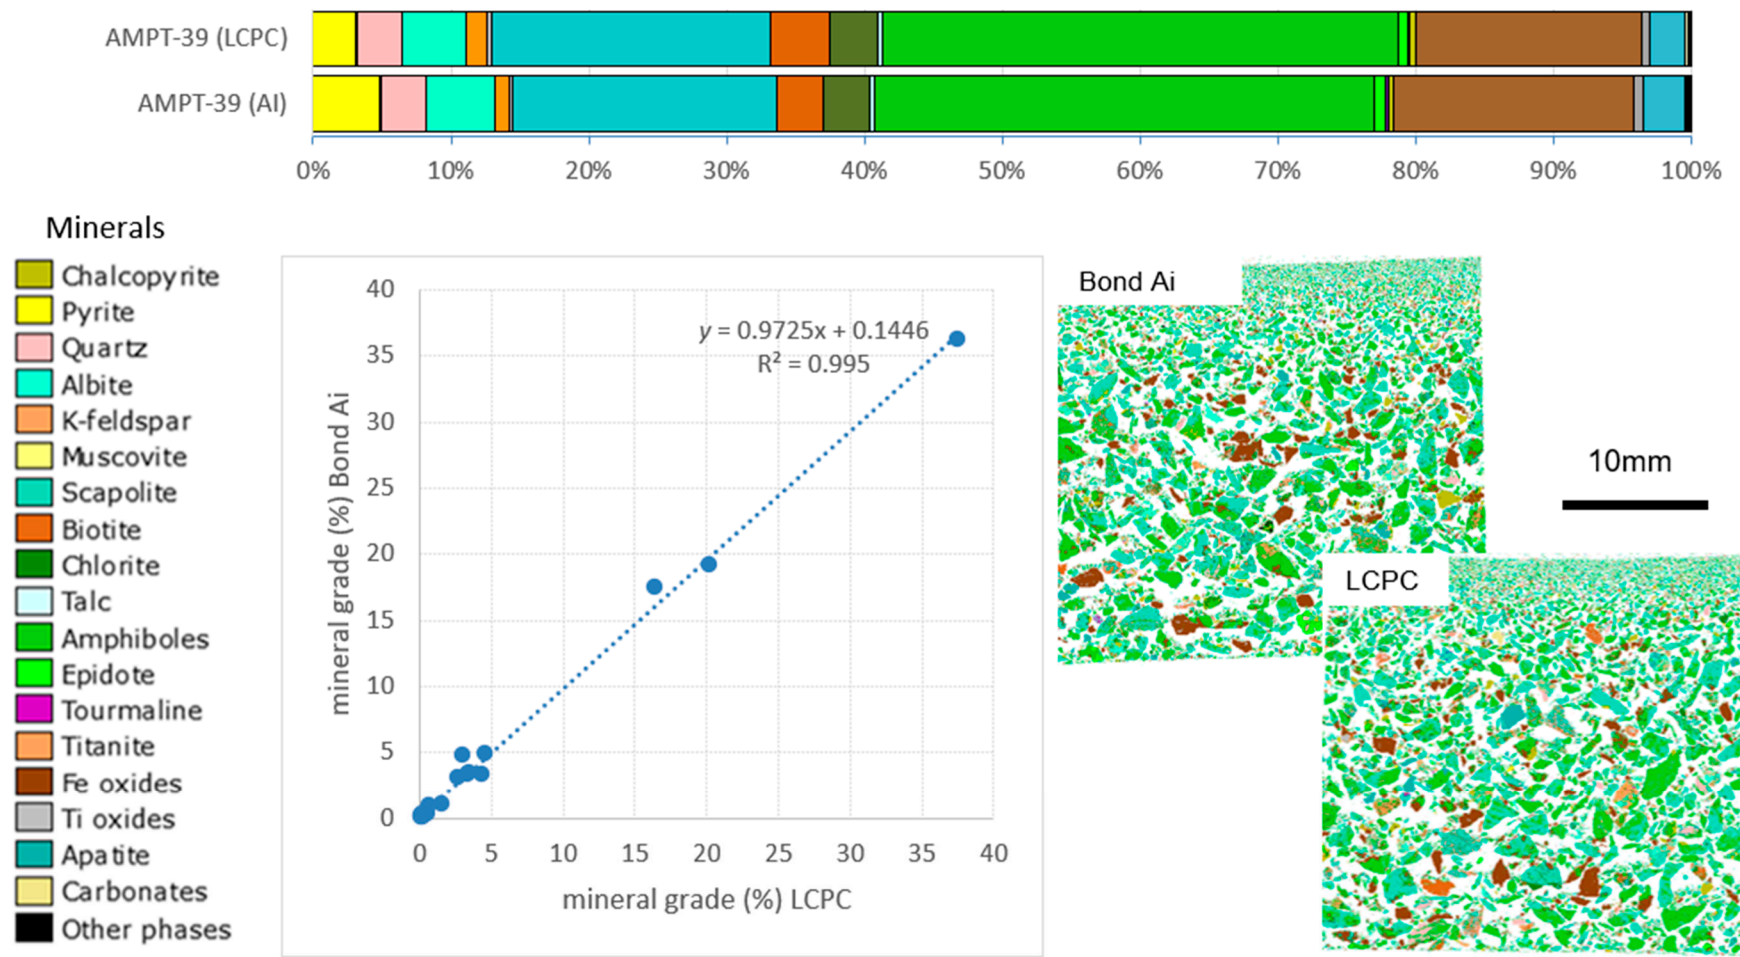 AMPT-39 (LCPC)
AMPT-39 (AI)
0% 10% 20% 30% 40% 50% 60% 70% 80% 90% 100%
Minerals
Chalcopyrite
Pyrite
Quartz
Albite
K-feldspar
Muscovite
Scapolite
Biotite
Chlorite
Talc
Amphiboles
Epidote
Tourmaline
Titanite
Fe oxides
Ti oxides
Apatite
Carbonates
Other phases
mineral grade (%) Bond Ai
40
35
30
25
20
15
10
5
0
y = 0.9725x + 0.1446
R² = 0.995
0 5 10 15 20 25 30 35 40
mineral grade (%) LCPC
Bond Ai
10mm
LCPC